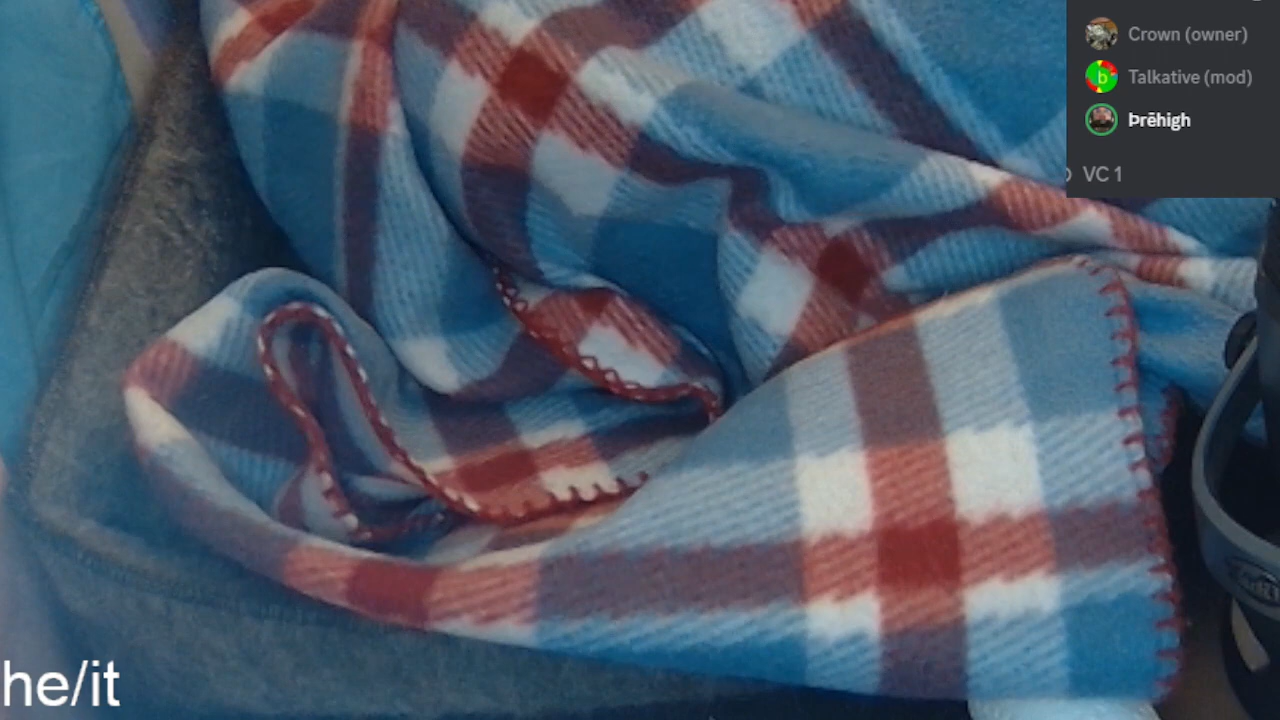 Crown (owner)
Talkative (mod)
b
Þrēhigh
VC 1
he/it